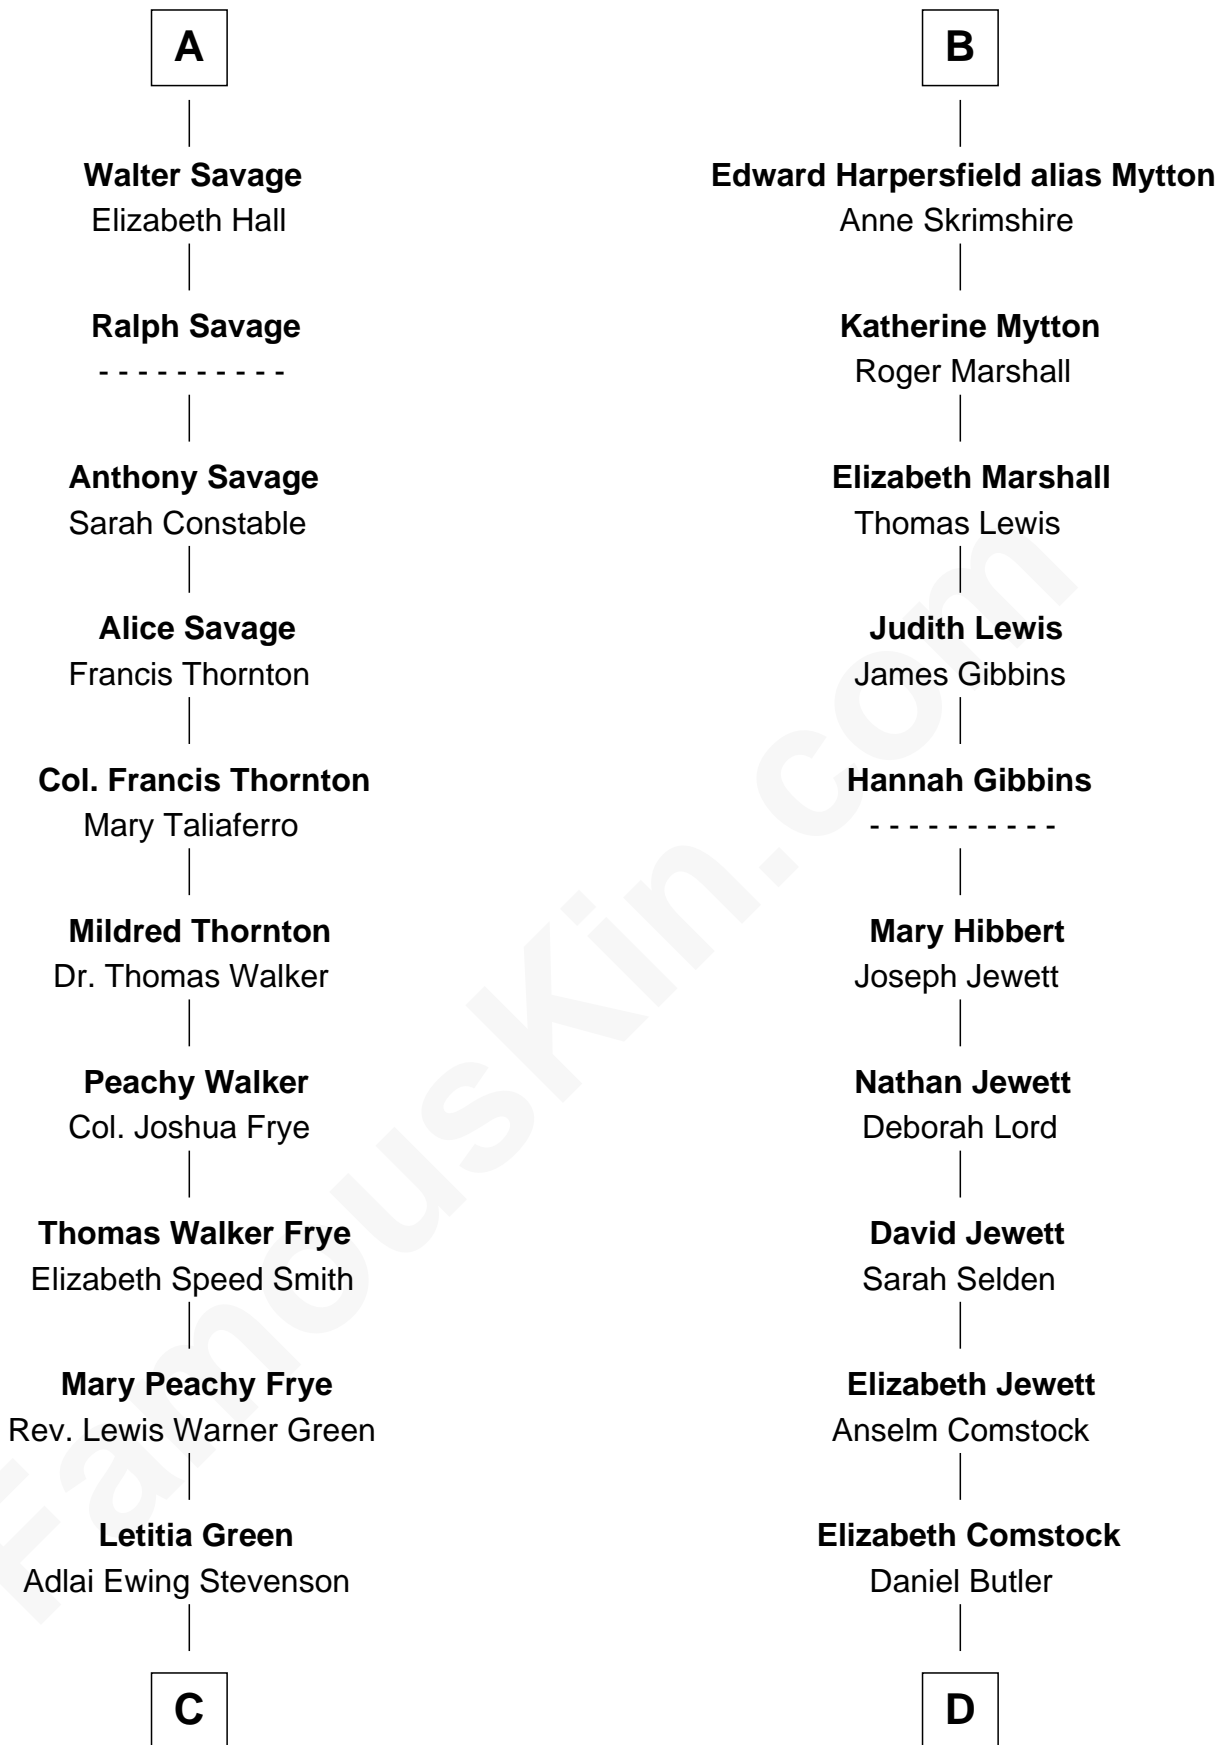 A
Walter Savage
Elizabeth Hall
Ralph Savage
- - - - - - - - - -
Anthony Savage
Sarah Constable
Alice Savage
Francis Thornton
Col. Francis Thornton
Mary Taliaferro
Mildred Thornton
Dr. Thomas Walker
Peachy Walker
Col. Joshua Frye
Thomas Walker Frye
Elizabeth Speed Smith
Mary Peachy Frye
Rev. Lewis Warner Green
Letitia Green
Adlai Ewing Stevenson
C
B
Edward Harpersfield alias Mytton
Anne Skrimshire
Katherine Mytton
Roger Marshall
Elizabeth Marshall
Thomas Lewis
Judith Lewis
James Gibbins
Hannah Gibbins
- - - - - - - - - -
Mary Hibbert
Joseph Jewett
Nathan Jewett
Deborah Lord
David Jewett
Sarah Selden
Elizabeth Jewett
Anselm Comstock
Elizabeth Comstock
Daniel Butler
D
FamousKin.com